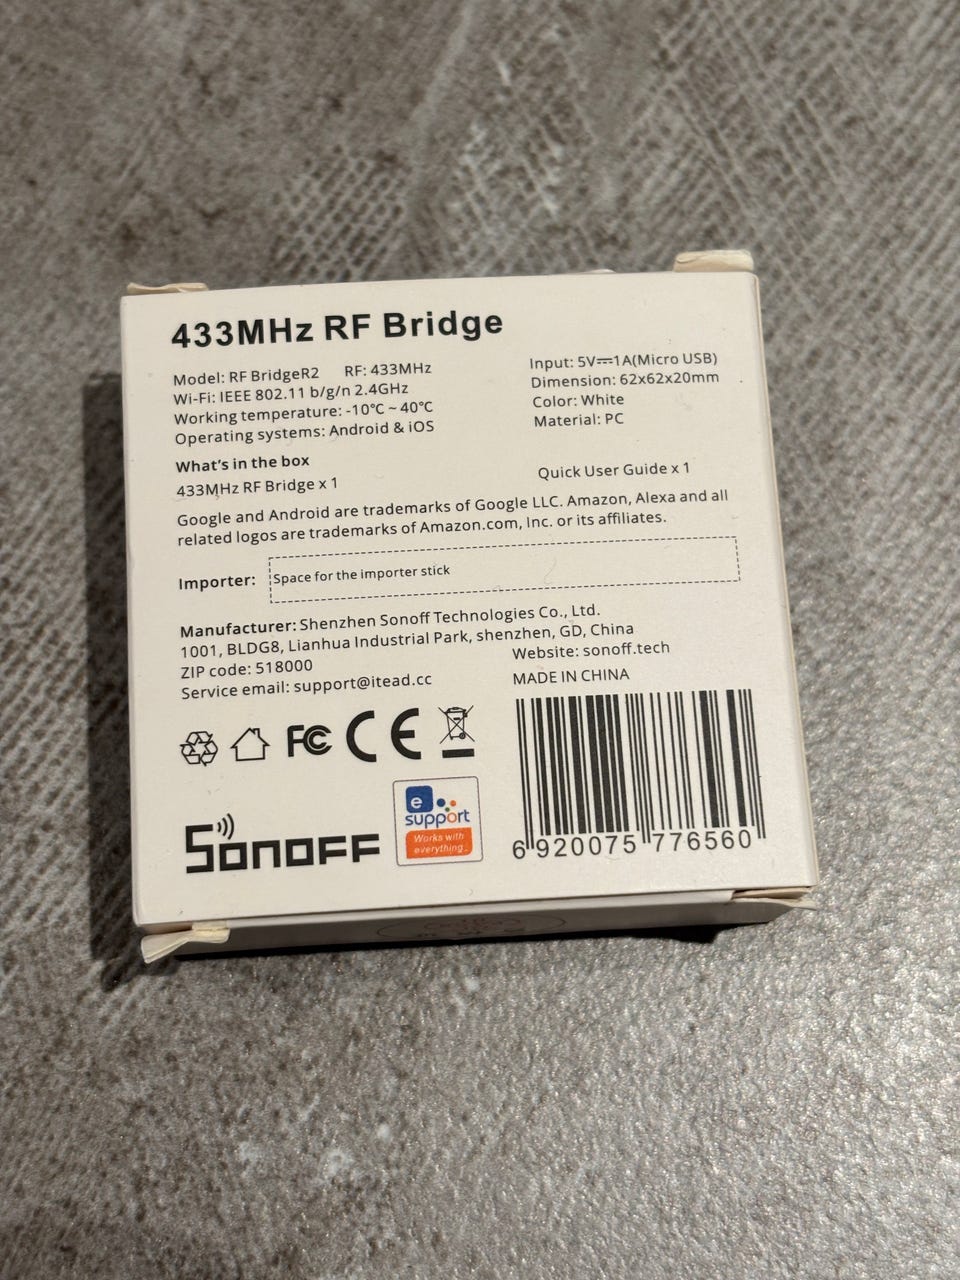 433MHz RF Bridge
Model: RF BridgeR2 RF: 433MHz
Wi-Fi: IEEE 802.11 b/g/n 2.4GHz
Working temperature: -10℃ ~ 40℃
Operating systems: Android & iOS
Input: 5V⎓1A(Micro USB)
Dimension: 62x62x20mm
Color: White
Material: PC
What's in the box
433MHz RF Bridge x 1
Quick User Guide x 1
Google and Android are trademarks of Google LLC. Amazon, Alexa and all
related logos are trademarks of Amazon.com, Inc. or its affiliates.
Importer: Space for the importer stick
Manufacturer: Shenzhen Sonoff Technologies Co., Ltd.
1001, BLDG8, Lianhua Industrial Park, shenzhen, GD, China
ZIP code: 518000
Website: sonoff.tech
Service email: support@itead.cc
MADE IN CHINA
FC CE
SONOFF
e
support
Works with
everything.
6 920075 776560